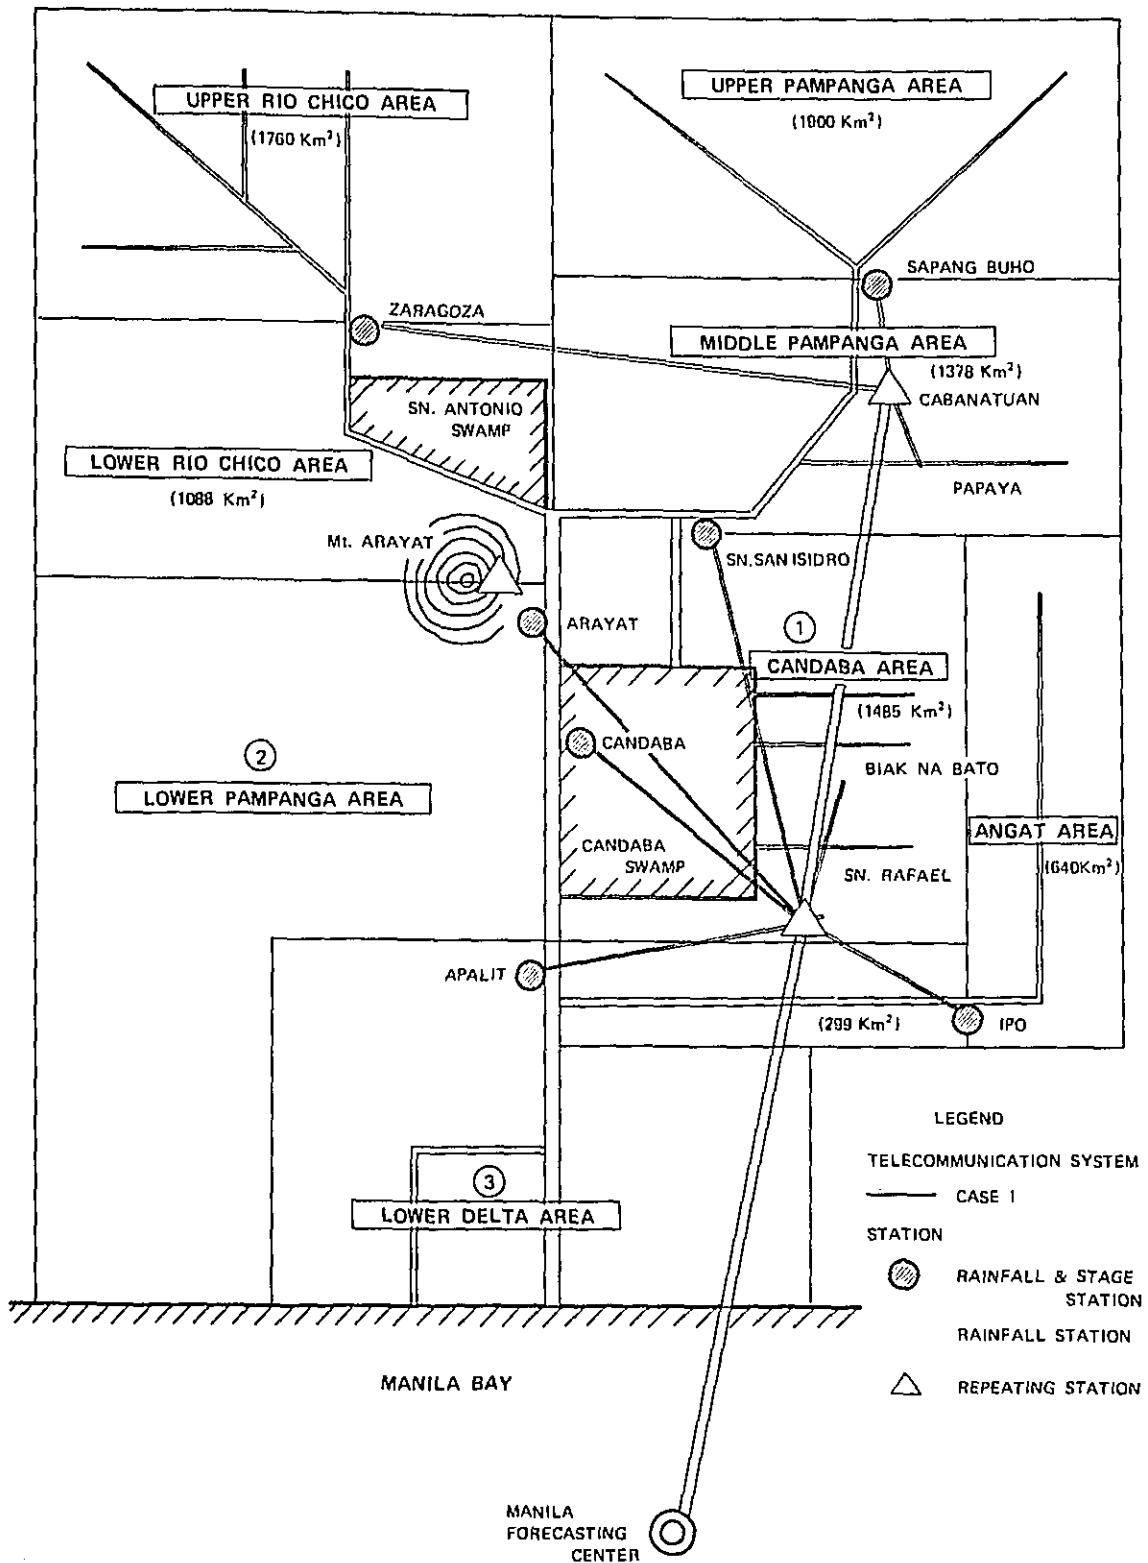 UPPER RIO CHICO AREA
(1760 Km²)
UPPER PAMPANGA AREA
(1900 Km²)
SAPANG BUHO
ZARAGOZA
MIDDLE PAMPANGA AREA
(1378 Km²)
CABANATUAN
SN. ANTONIO
SWAMP
LOWER RIO CHICO AREA
(1088 Km²)
PAPAYA
Mt. ARAYAT
SN. SAN ISIDRO
ARAYAT
1
CANDABA AREA
(1485 Km²)
2
CANDABA
BIAK NA BATO
LOWER PAMPANGA AREA
ANGAT AREA
(640Km²)
CANDABA
SWAMP
SN. RAFAEL
APALIT
(299 Km²)
IPO
3
LOWER DELTA AREA
LEGEND
TELECOMMUNICATION SYSTEM
CASE 1
STATION
RAINFALL & STAGE
STATION
RAINFALL STATION
REPEATING STATION
MANILA BAY
MANILA
FORECASTING
CENTER